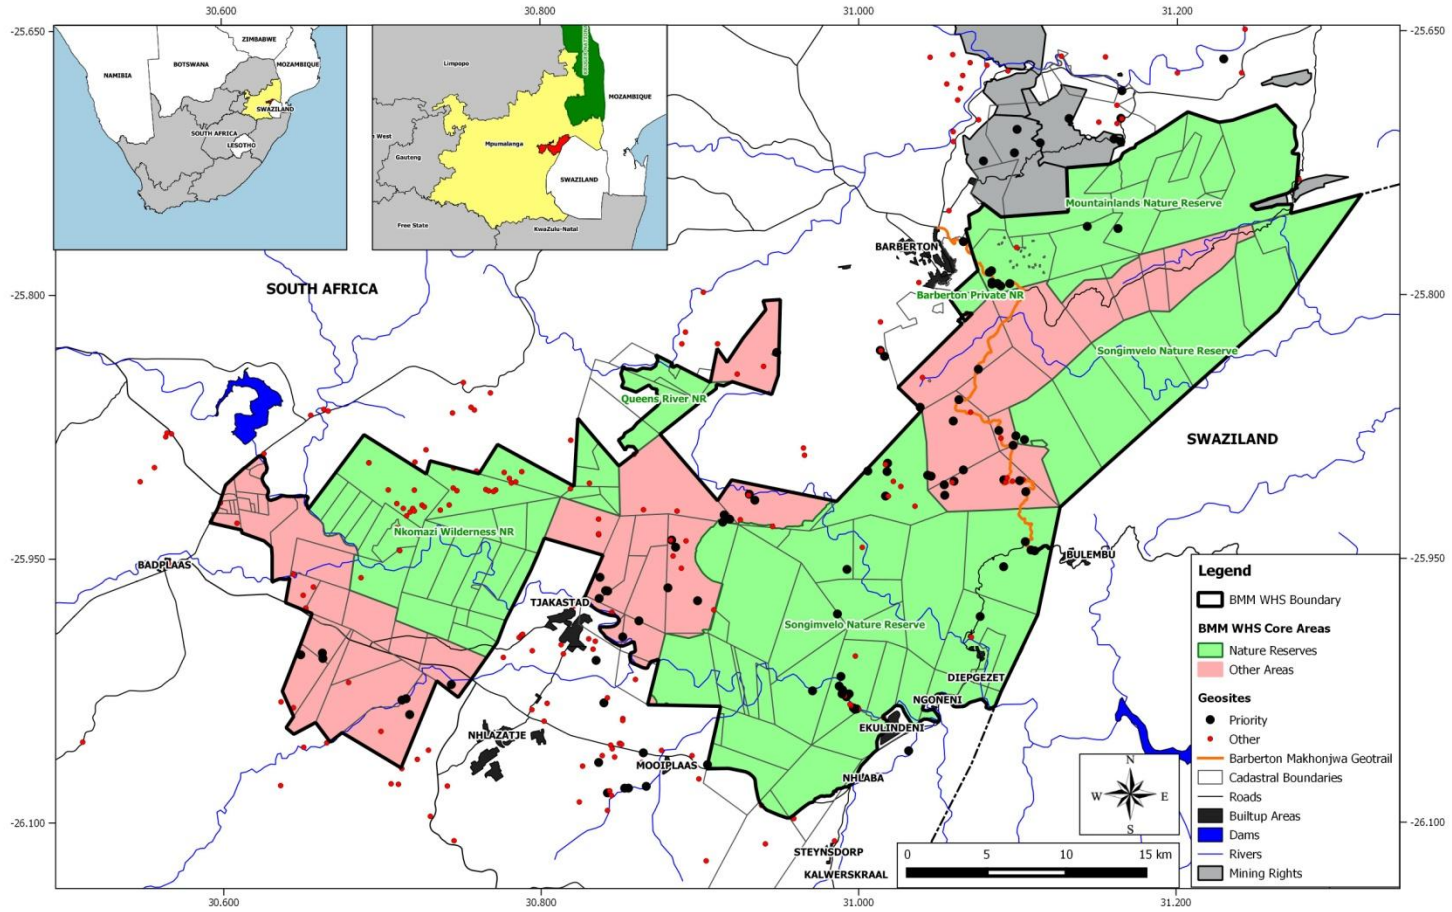 30.600
30.800
31.000
31.200
-25.650
-25.650
ZIMBABWE
BOTSWANA
MOZAMBIQUE
NAMIBIA
SWAZILAND
SOUTH AFRICA
LESOTHO
Limpopo
MOZAMBIQUE
h West
Mpumalanga
Gauteng
SWAZILAND
Free State
KwaZulu-Natal
Mountainlands Nature Reserve
BARBERTON
SOUTH AFRICA
-25.800
-25.800
Barberton Private NR
Songimvelo Nature Reserve
Queens River NR
SWAZILAND
Nkomazi Wilderness NR
-25.950
-25.950
BADPLAAS
BULEMBU
TJAKASTAD
Songimvelo Nature Reserve
DIEPGEZET
NGONENI
EKULINDENI
NHLAZATJE
MOOIPLAAS
NHLABA
STEYNSDORP
KALWERSKRAAL
-26.100
-26.100
N
W E
S
0 5 10 15 km
Legend
BMM WHS Boundary
BMM WHS Core Areas
Nature Reserves
Other Areas
Geosites
Priority
Other
Barberton Makhonjwa Geotrail
Cadastral Boundaries
Roads
Builtup Areas
Dams
Rivers
Mining Rights
30.600
30.800
31.000
31.200